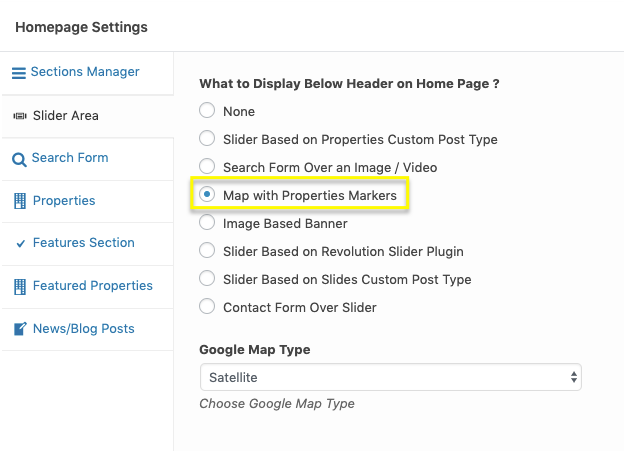 Homepage Settings
Sections Manager
Slider Area
Search Form
Properties
Features Section
Featured Properties
News/Blog Posts
What to Display Below Header on Home Page ?
None
Slider Based on Properties Custom Post Type
Search Form Over an Image / Video
Map with Properties Markers
Image Based Banner
Slider Based on Revolution Slider Plugin
Slider Based on Slides Custom Post Type
Contact Form Over Slider
Google Map Type
Satellite
Choose Google Map Type